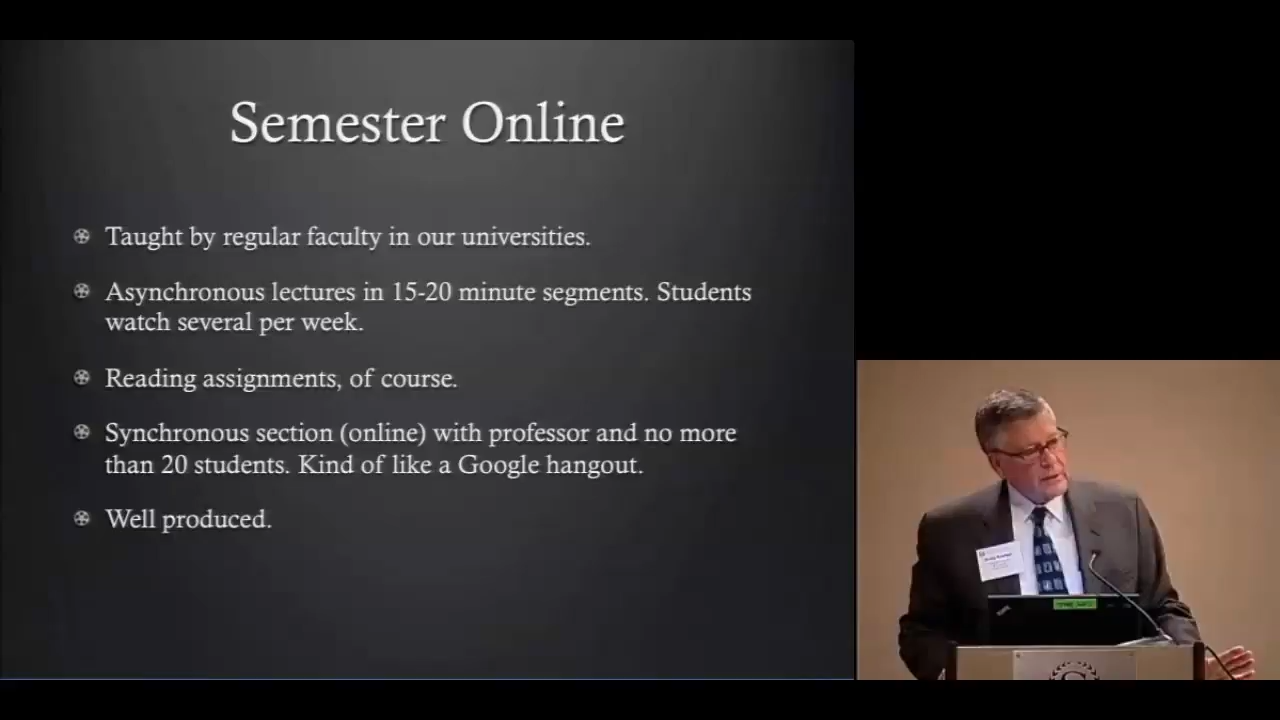 Semester Online
Taught by regular faculty in our universities.
Asynchronous lectures in 15-20 minute segments. Students
watch several per week.
Reading assignments, of course.
Synchronous section (online) with professor and no more
than 20 students. Kind of like a Google hangout.
Well produced.